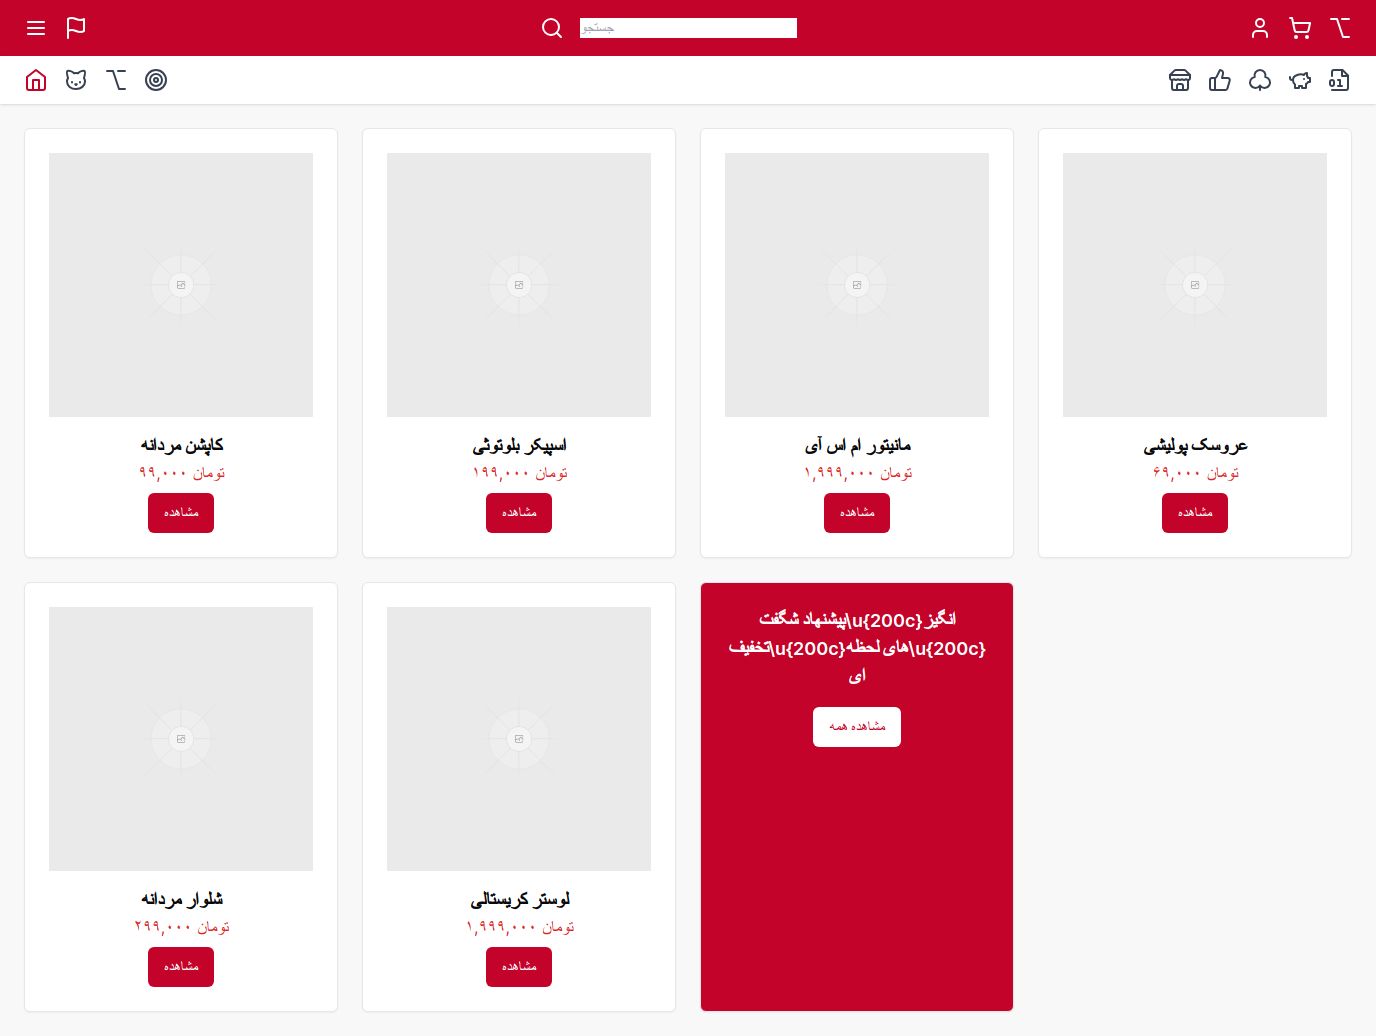 جستجو
کاپشن مردانه
تومان ۹۹,۰۰۰
مشاهده
اسپیکر بلوتوثی
تومان ۱۹۹,۰۰۰
مشاهده
مانیتور ام اس آی
تومان ۱,۹۹۹,۰۰۰
مشاهده
عروسک پولیشی
تومان ۶۹,۰۰۰
مشاهده
شلوار مردانه
تومان ۲۹۹,۰۰۰
مشاهده
لوستر کریستالی
تومان ۱,۹۹۹,۰۰۰
مشاهده
پیشنهاد شگفت\u{200c}انگیز
تخفیف\u{200c}های لحظه\u{200c}
ای
مشاهده همه